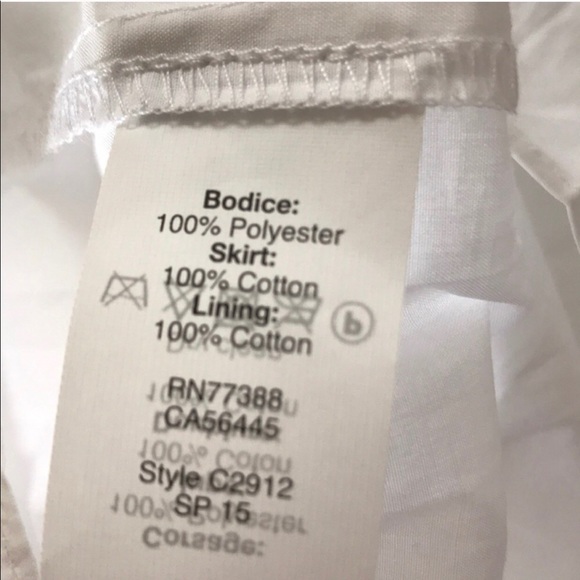 Bodice:
100% Polyester
Skirt:
100% Cotton
Lining:
100% Cotton
RN77388
CA56445
Style C2912
SP 15